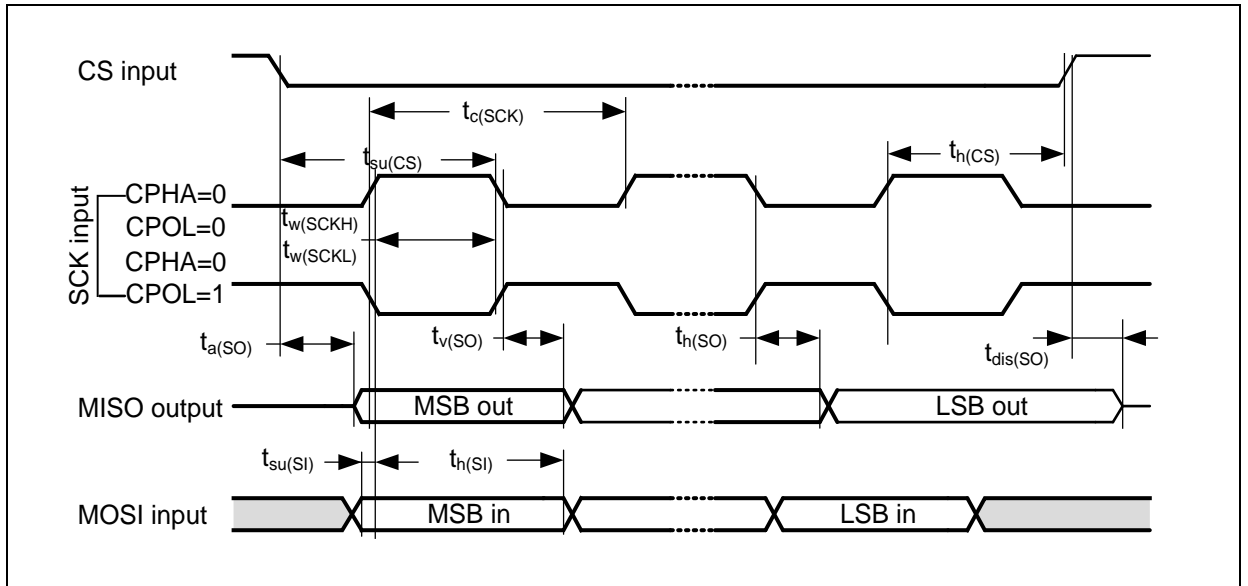 CS input
tc(SCK)
tsu(CS)
th(CS)
SCK input
CPHA=0
CPOL=0
CPHA=0
CPOL=1
tw(SCKH)
tw(SCKL)
ta(SO)
tv(SO)
th(SO)
tdis(SO)
MISO output
MSB out
LSB out
tsu(SI)
th(SI)
MOSI input
MSB in
LSB in